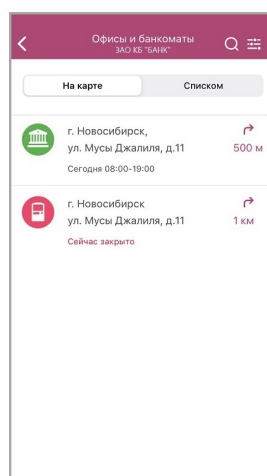 Офисы и банкоматы
ЗАО КБ "БАНК"
На карте Списком
г. Новосибирск,
ул. Мусы Джалиля, д.11 500 м
Сегодня 08:00-19:00
г. Новосибирск
ул. Мусы Джалиля, д.11 1 км
Сейчас закрыто